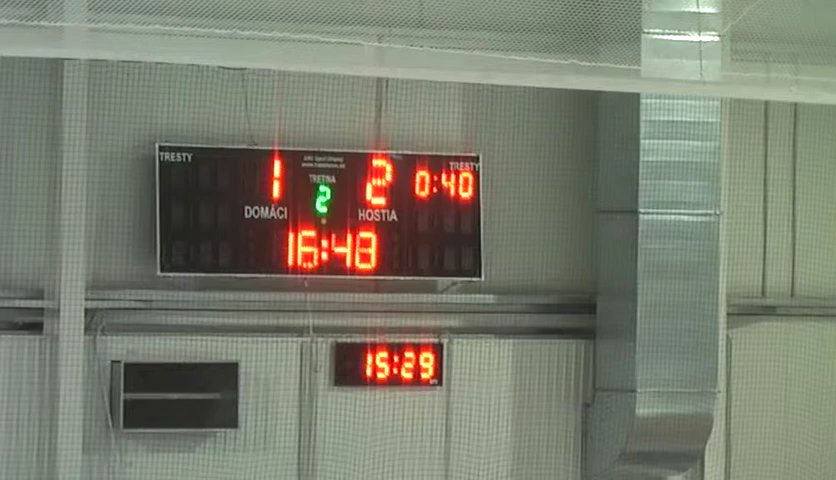 TRESTY
TRESTY
1
TRETINA
2
2
0:40
DOMÁCI
HOSTIA
16:48
15:29